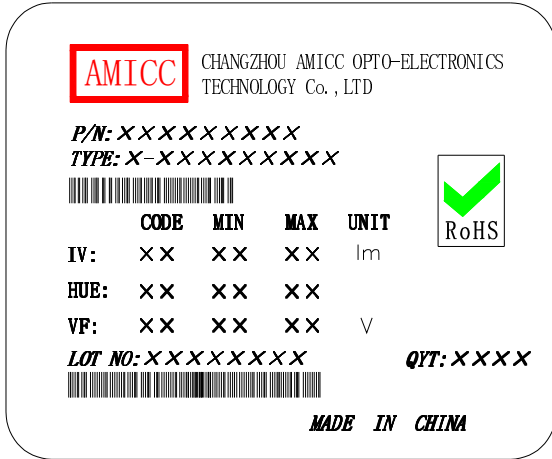 AMICC
CHANGZHOU AMICC OPTO-ELECTRONICS
TECHNOLOGY Co.,LTD
P/N:×××××××××
TYPE:×-×××××××××
CODE MIN MAX UNIT
IV: ×× ×× ×× lm
HUE: ×× ×× ××
VF: ×× ×× ×× V
RoHS
LOT NO:×××××××× QYT:××××
MADE IN CHINA